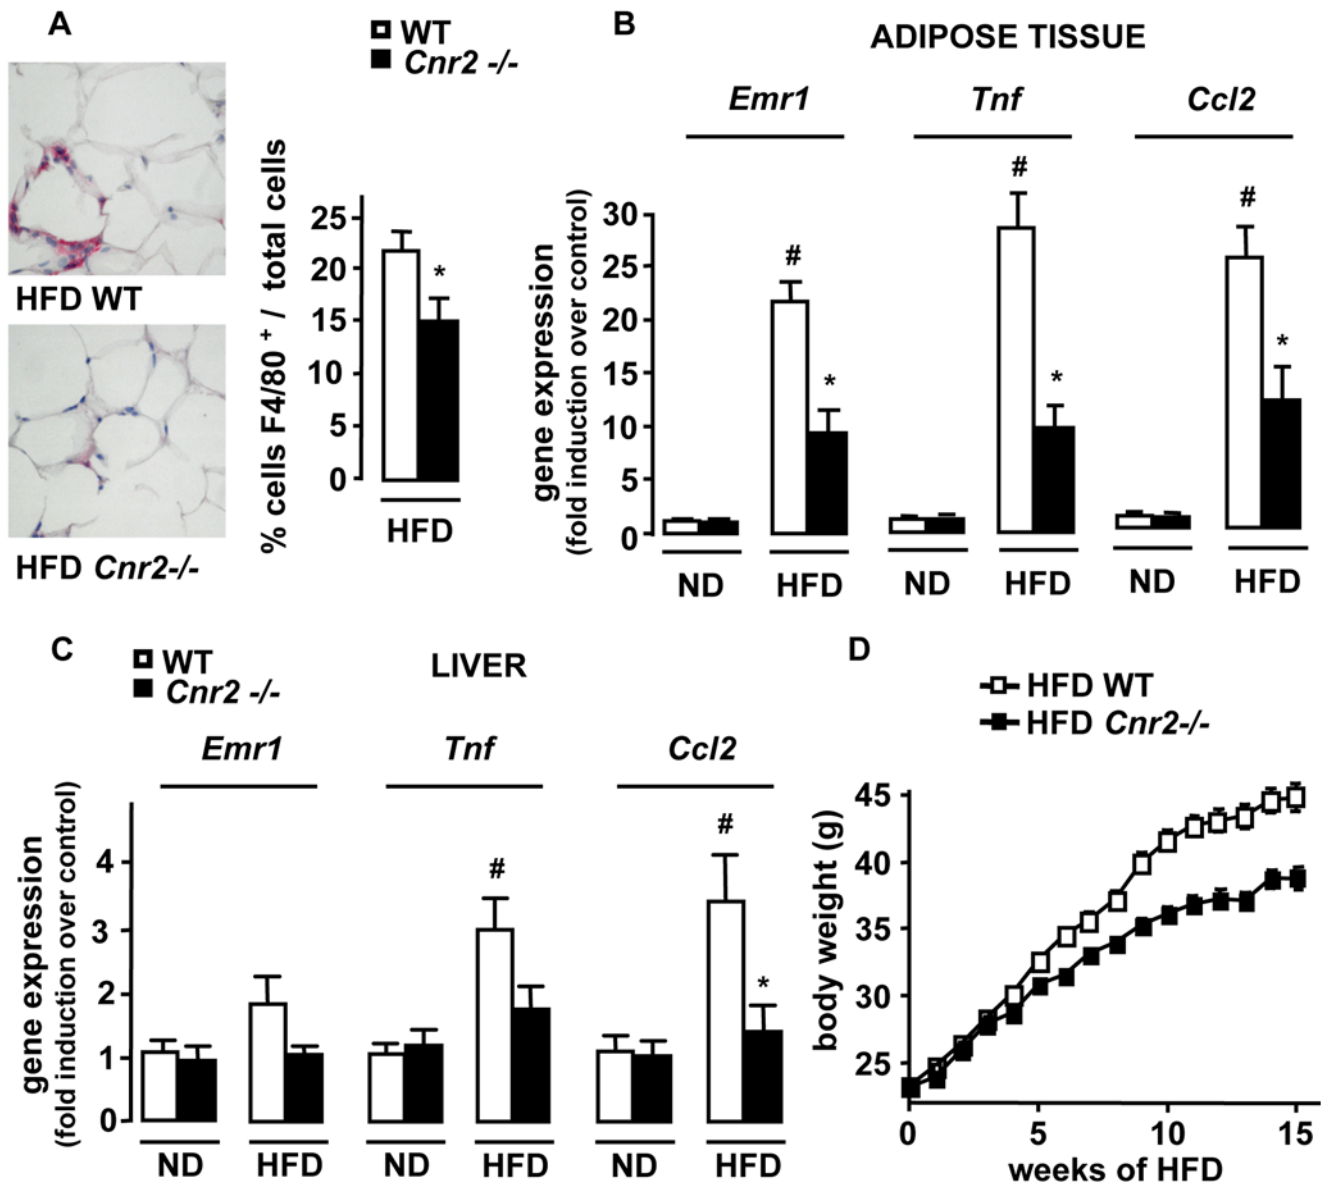 A
WT
Cnr2 -/-
HFD WT
HFD Cnr2-/-
% cells F4/80 + / total cells
25
20
15
10
5
0
*
HFD
B
ADIPOSE TISSUE
Emr1
Tnf
Ccl2
gene expression
(fold induction over control)
30
25
20
15
10
5
0
#
*
#
*
#
*
ND
HFD
ND
HFD
ND
HFD
C
WT
Cnr2 -/-
LIVER
Emr1
Tnf
Ccl2
gene expression
(fold induction over control)
4
3
2
1
0
#
#
*
ND
HFD
ND
HFD
ND
HFD
D
HFD WT
HFD Cnr2-/-
body weight (g)
45
40
35
30
25
0
5
10
15
weeks of HFD